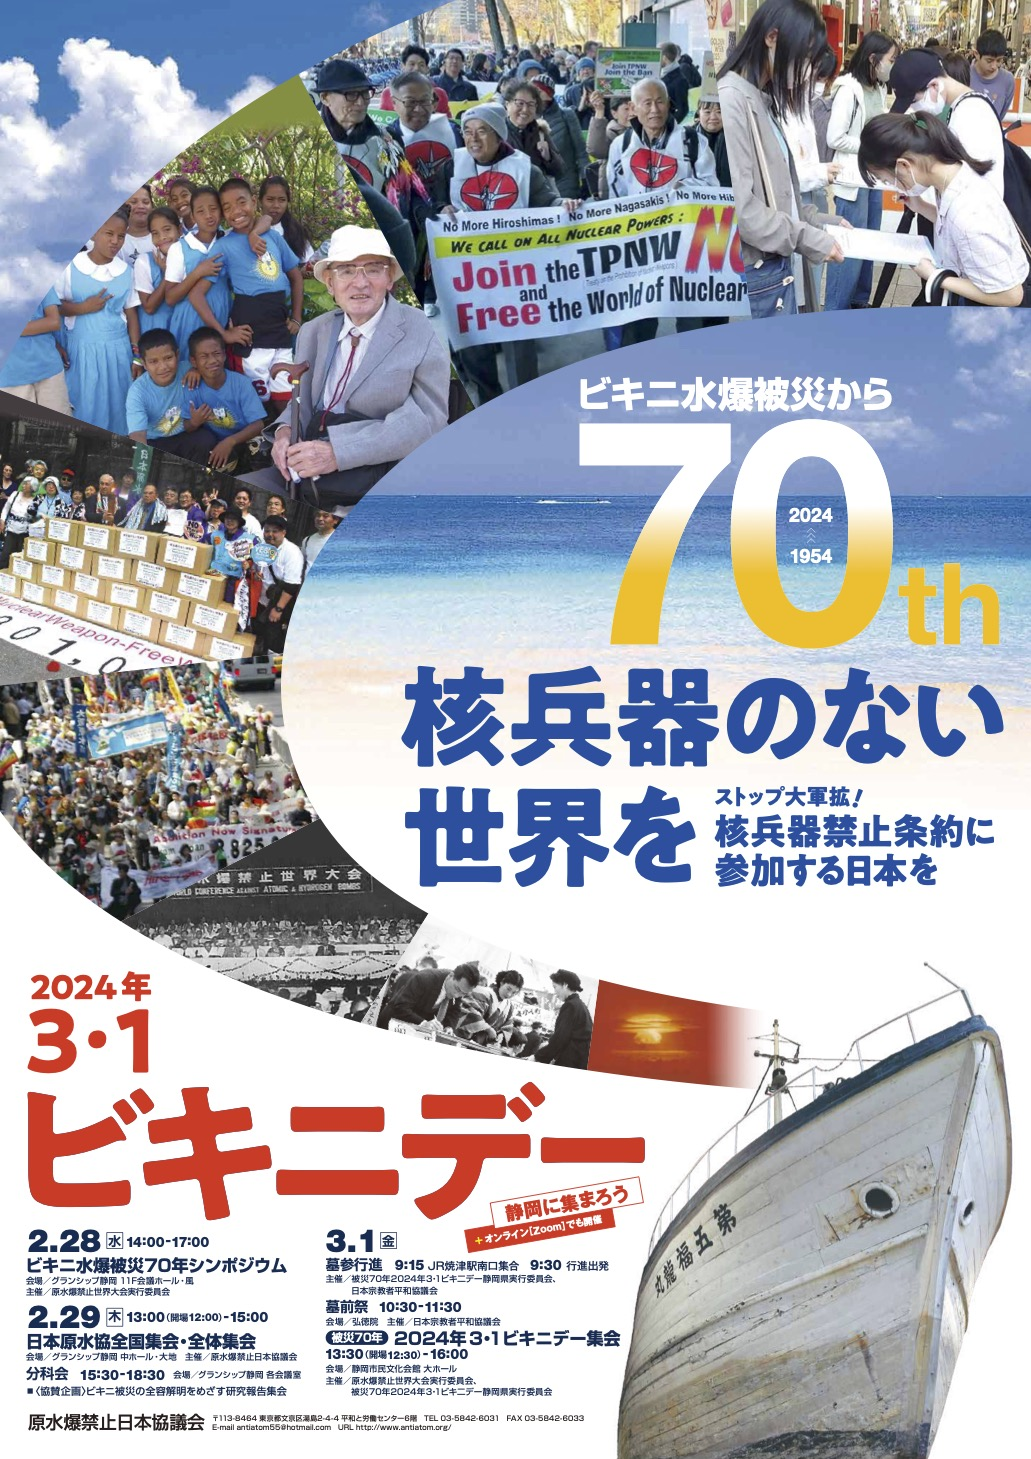 Join TPNW
Join the Ban
No More Hiroshimas! No More Nagasakis! No More Hib
WE CALL ON ALL NUCLEAR POWERS :
Join the TPNW
and
Free the World of Nuclear
No
ビキニ水爆被災から
70th
2024
1954
核兵器のない
世界を
ストップ大軍拡!
核兵器禁止条約に
参加する日本を
NuclearWeapon-Free
Abolition Now Signatur
水爆禁止世界大会
WORLD CONFERENCE AGAINST ATOMIC & HYDROGEN BOMBS
2024年
3・1
ビキニデー
静岡に集まろう
+オンライン[Zoom]でも開催
第五福龍丸
2.28 水 14:00-17:00
ビキニ水爆被災70年シンポジウム
会場/グランシップ静岡 11F会議ホール・風
主催/原水爆禁止世界大会実行委員会
2.29 木 13:00(開場12:00)-15:00
日本原水協全国集会・全体集会
会場/グランシップ静岡 中ホール・大地 主催/原水爆禁止日本協議会
分科会 15:30-18:30 会場/グランシップ静岡 各会議室
■〈協賛企画〉ビキニ被災の全容解明をめざす研究報告集会
3.1 金
墓参行進 9:15 JR焼津駅南口集合 9:30 行進出発
主催/被災70年2024年3・1ビキニデー静岡県実行委員会、
日本宗教者平和協議会
墓前祭 10:30-11:30
会場/弘徳院 主催/日本宗教者平和協議会
被災70年 2024年3・1ビキニデー集会
13:30(開場12:30)-16:00
会場/静岡市民文化会館 大ホール
主催/原水爆禁止世界大会実行委員会、
被災70年2024年3・1ビキニデー静岡県実行委員会
原水爆禁止日本協議会
〒113-8464 東京都文京区湯島2-4-4 平和と労働センター6階 TEL 03-5842-6031 FAX 03-5842-6033
E-mail antiatom55@hotmail.com URL http://www.antiatom.org/